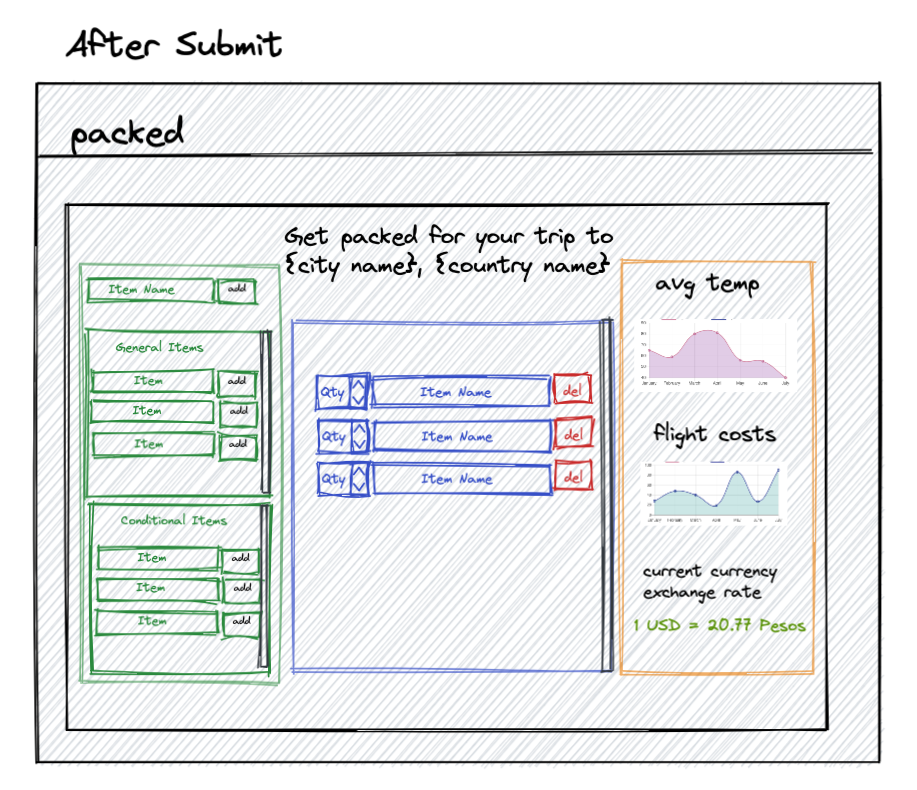 After Submit
packed
Get packed for your trip to
{city name}, {country name}
Item Name add
General Items
Item add
Item add
Item add
Conditional Items
Item add
Item add
Item add
Qty Item Name del
Qty Item Name del
Qty Item Name del
avg temp
January February March April May June July
flight costs
January February March April May June July
current currency
exchange rate
1 USD = 20.77 Pesos